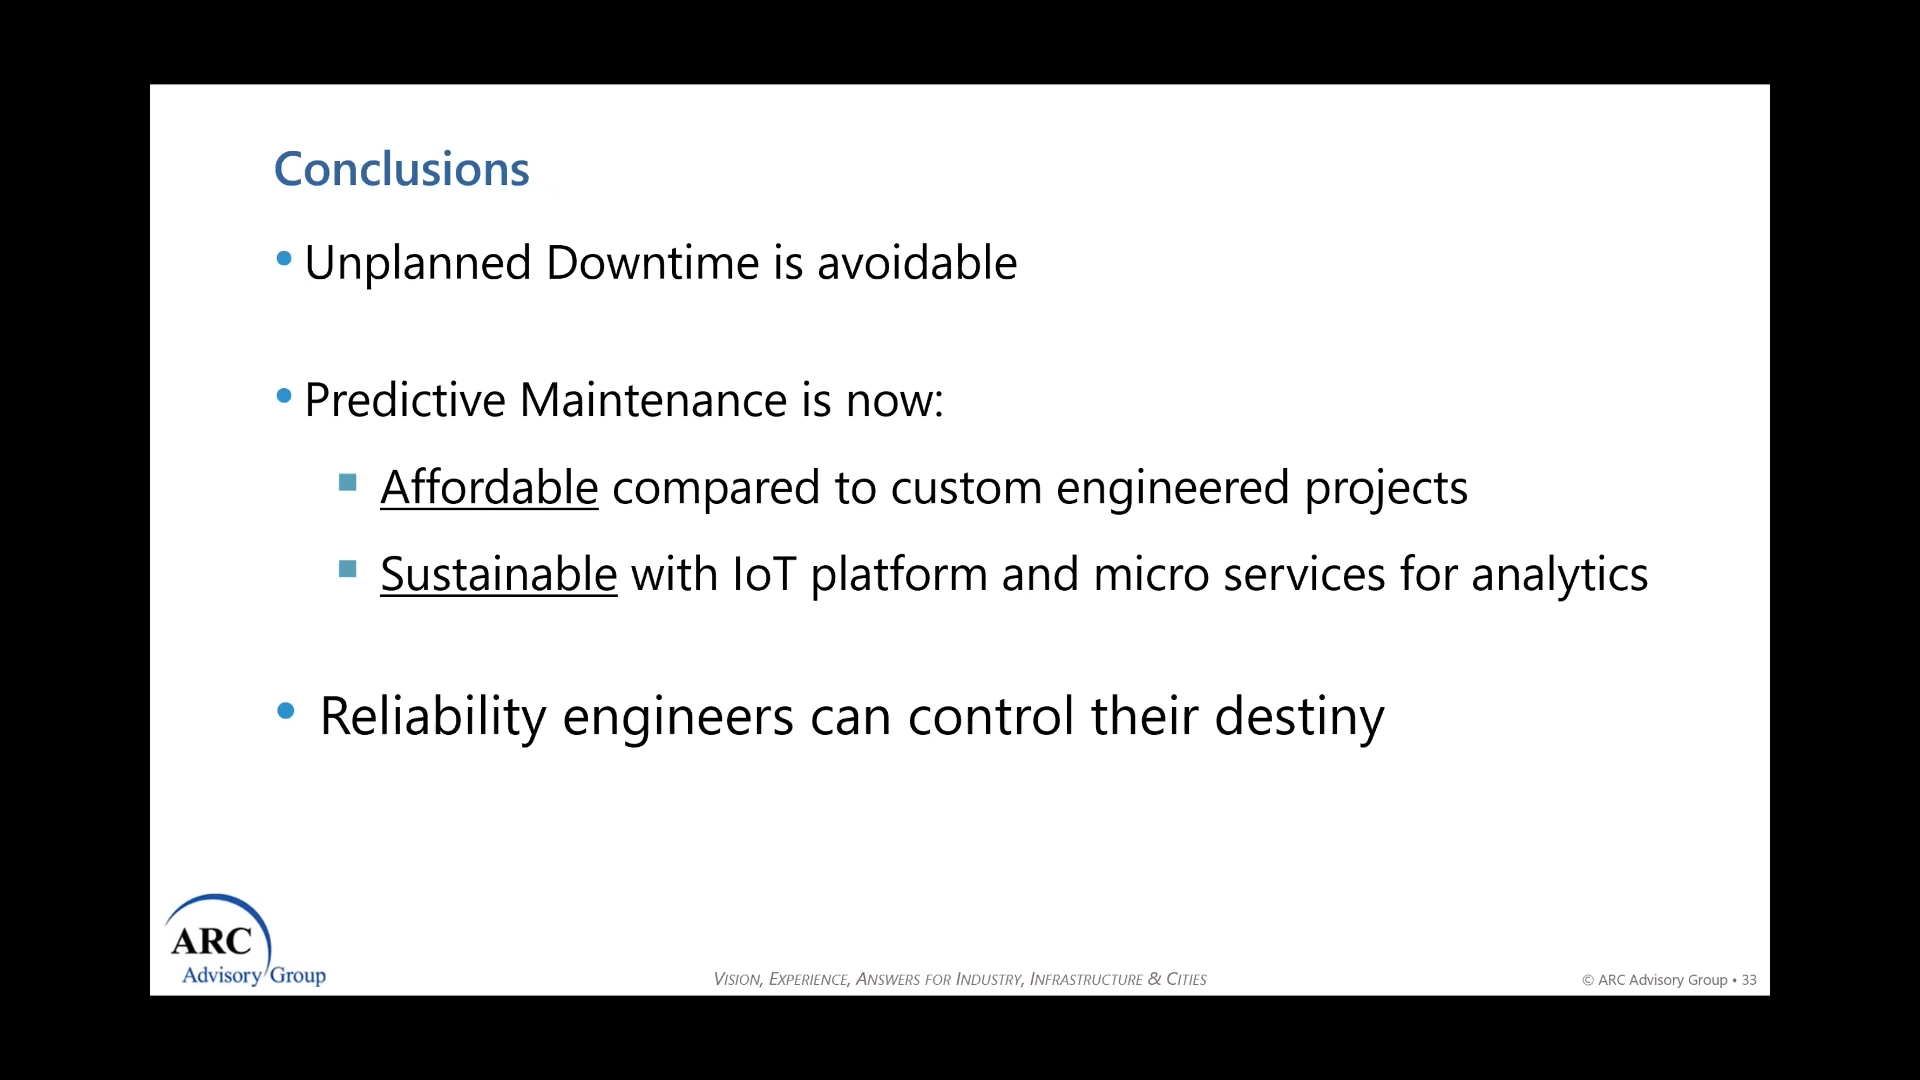 Conclusions
• Unplanned Downtime is avoidable
• Predictive Maintenance is now:
▪ Affordable compared to custom engineered projects
▪ Sustainable with IoT platform and micro services for analytics
• Reliability engineers can control their destiny
ARC
Advisory Group
VISION, EXPERIENCE, ANSWERS FOR INDUSTRY, INFRASTRUCTURE & CITIES
© ARC Advisory Group • 33